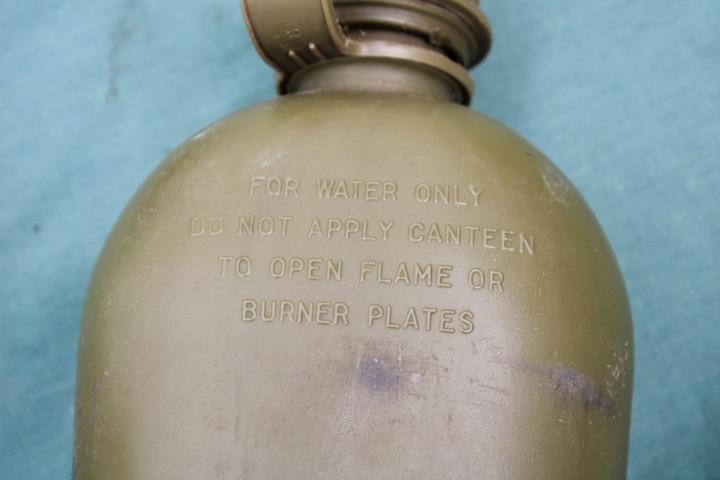 FOR WATER ONLY
DO NOT APPLY CANTEEN
TO OPEN FLAME OR
BURNER PLATES